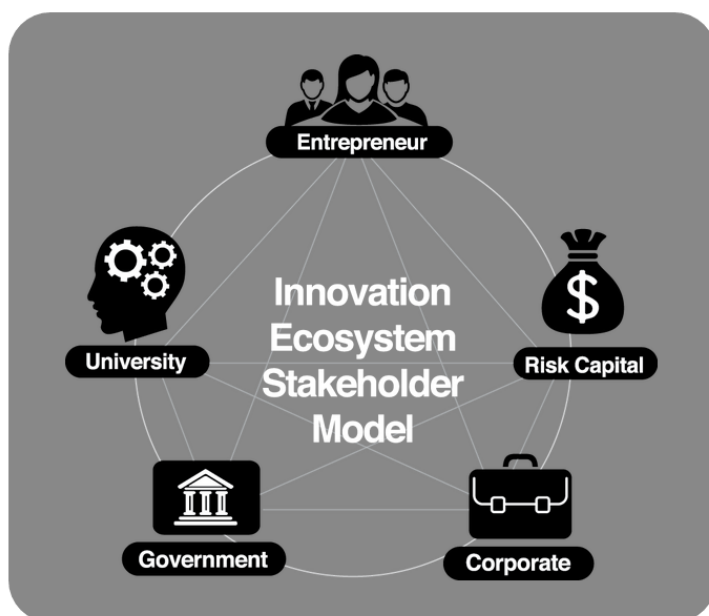 Entrepreneur
Innovation
Ecosystem
Stakeholder
Model
$
University
Risk Capital
Government
Corporate